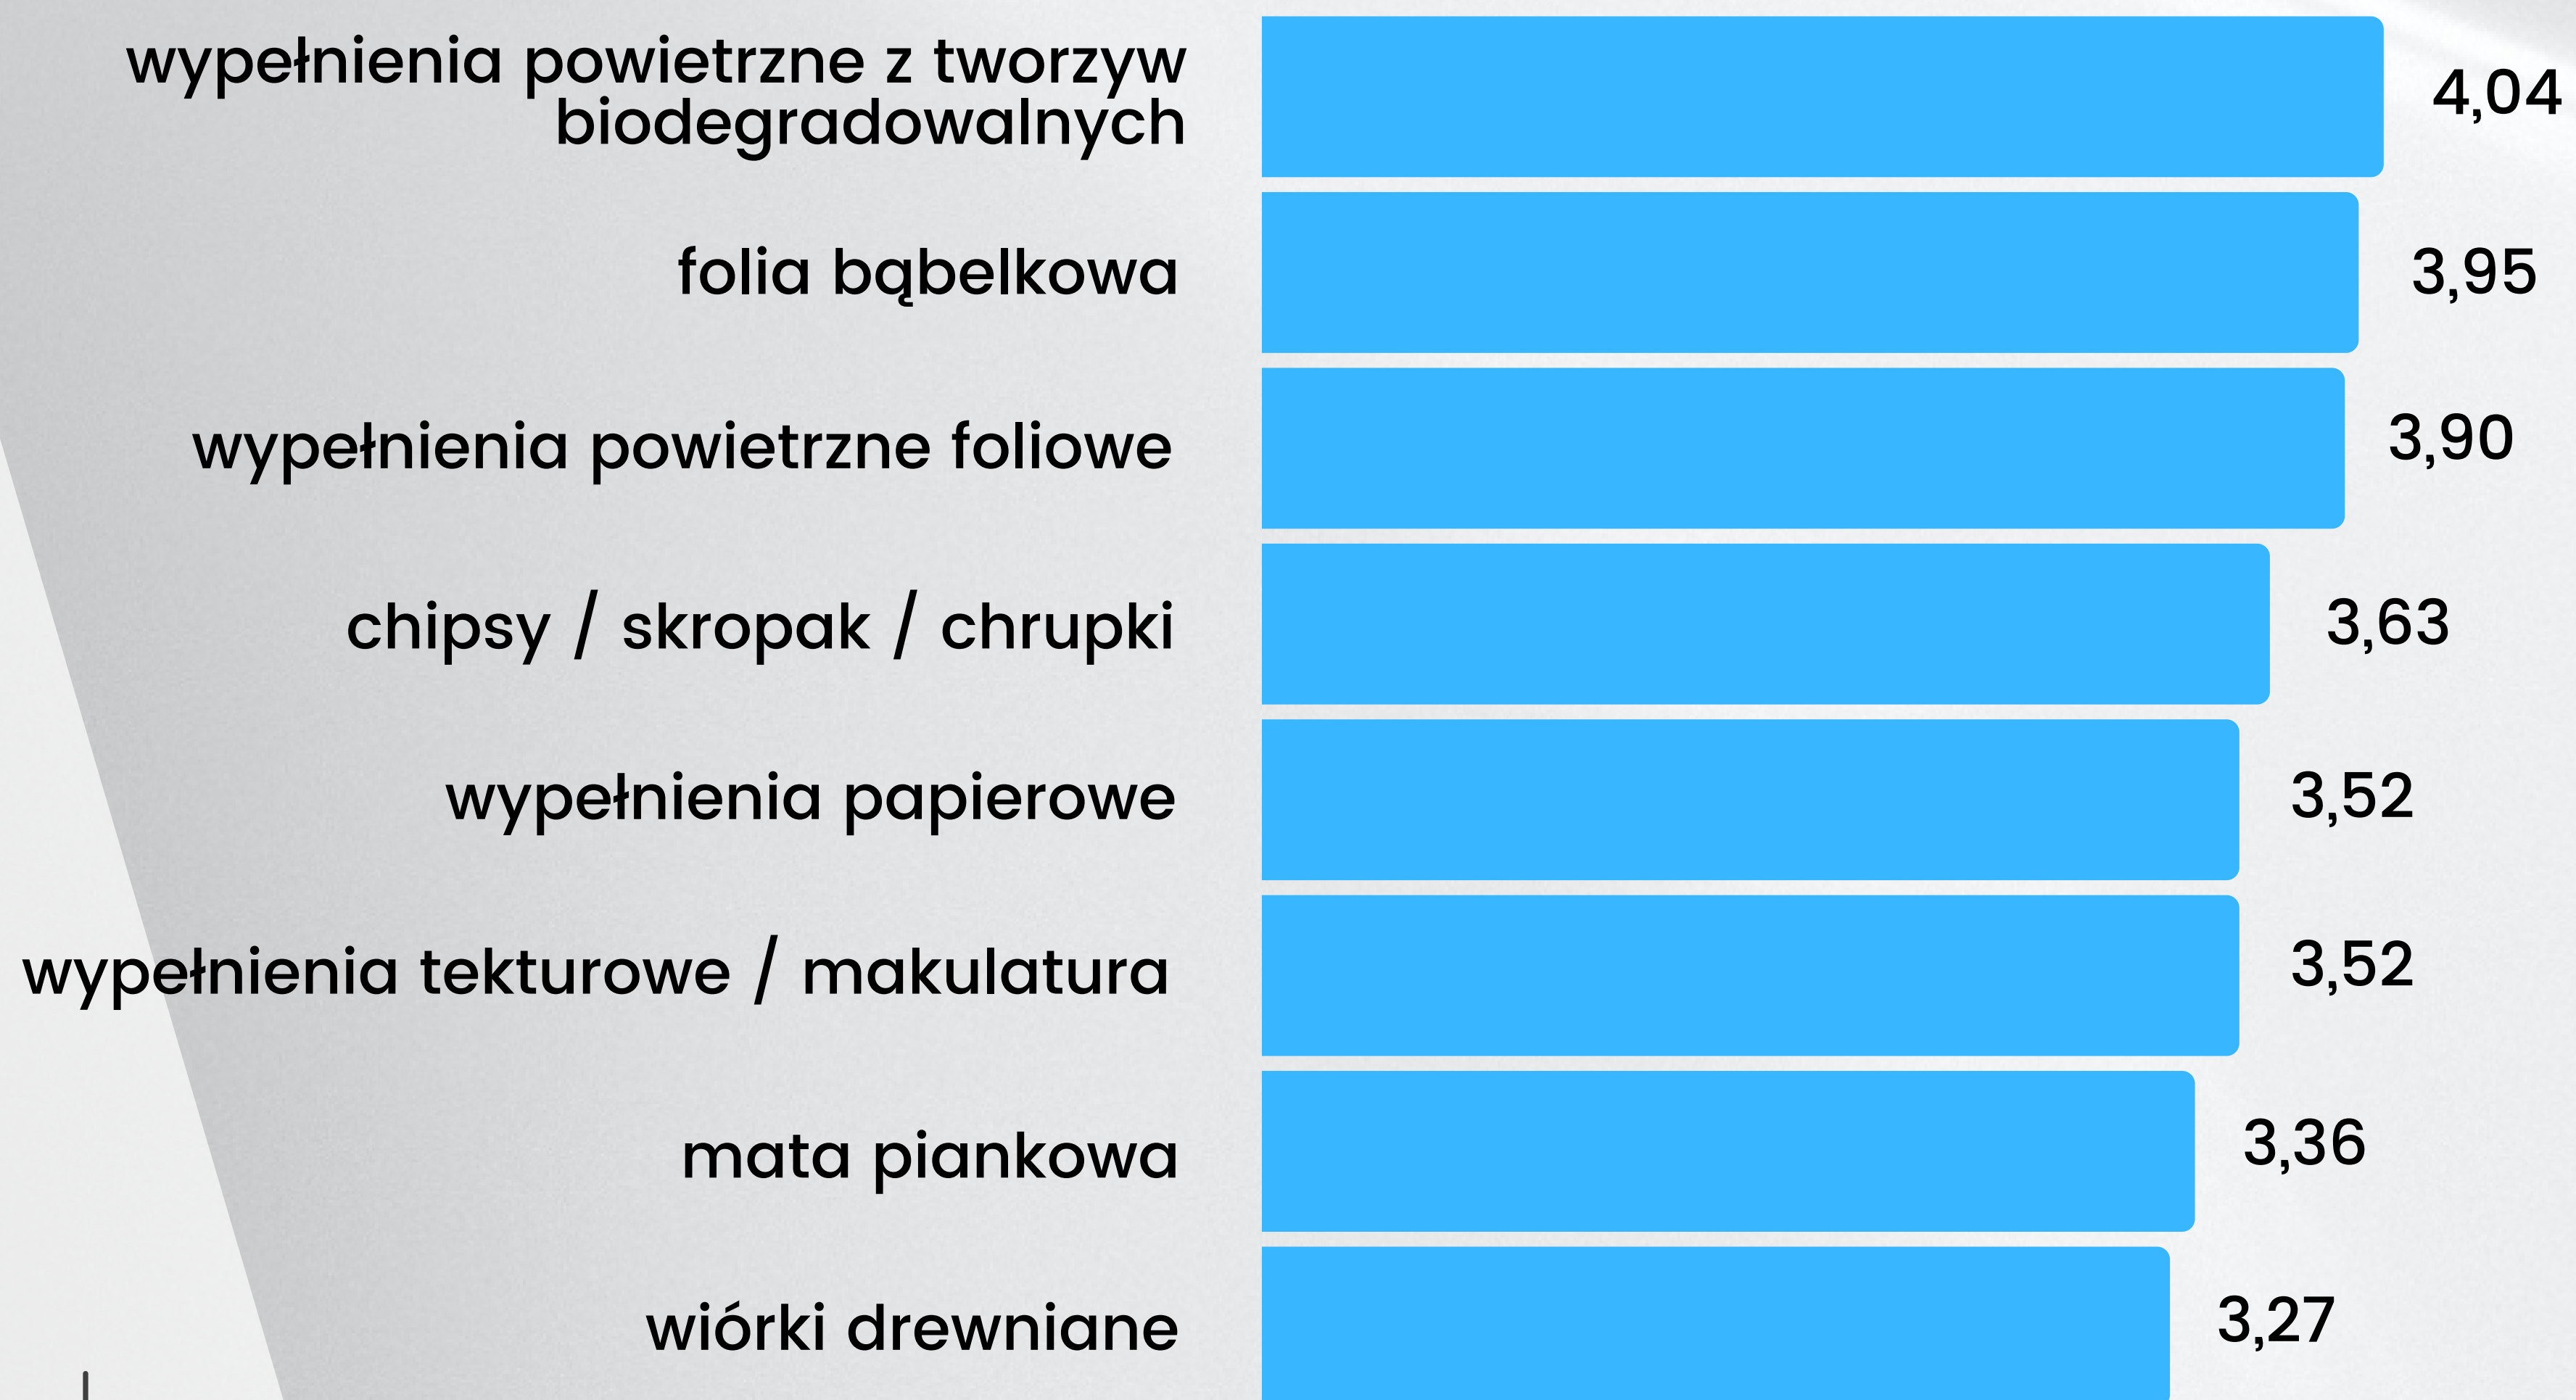 wypełnienia powietrzne z tworzyw
biodegradowalnych
4,04
folia bąbelkowa
3,95
wypełnienia powietrzne foliowe
3,90
chipsy / skropak / chrupki
3,63
wypełnienia papierowe
3,52
wypełnienia tekturowe / makulatura
3,52
mata piankowa
3,36
wiórki drewniane
3,27